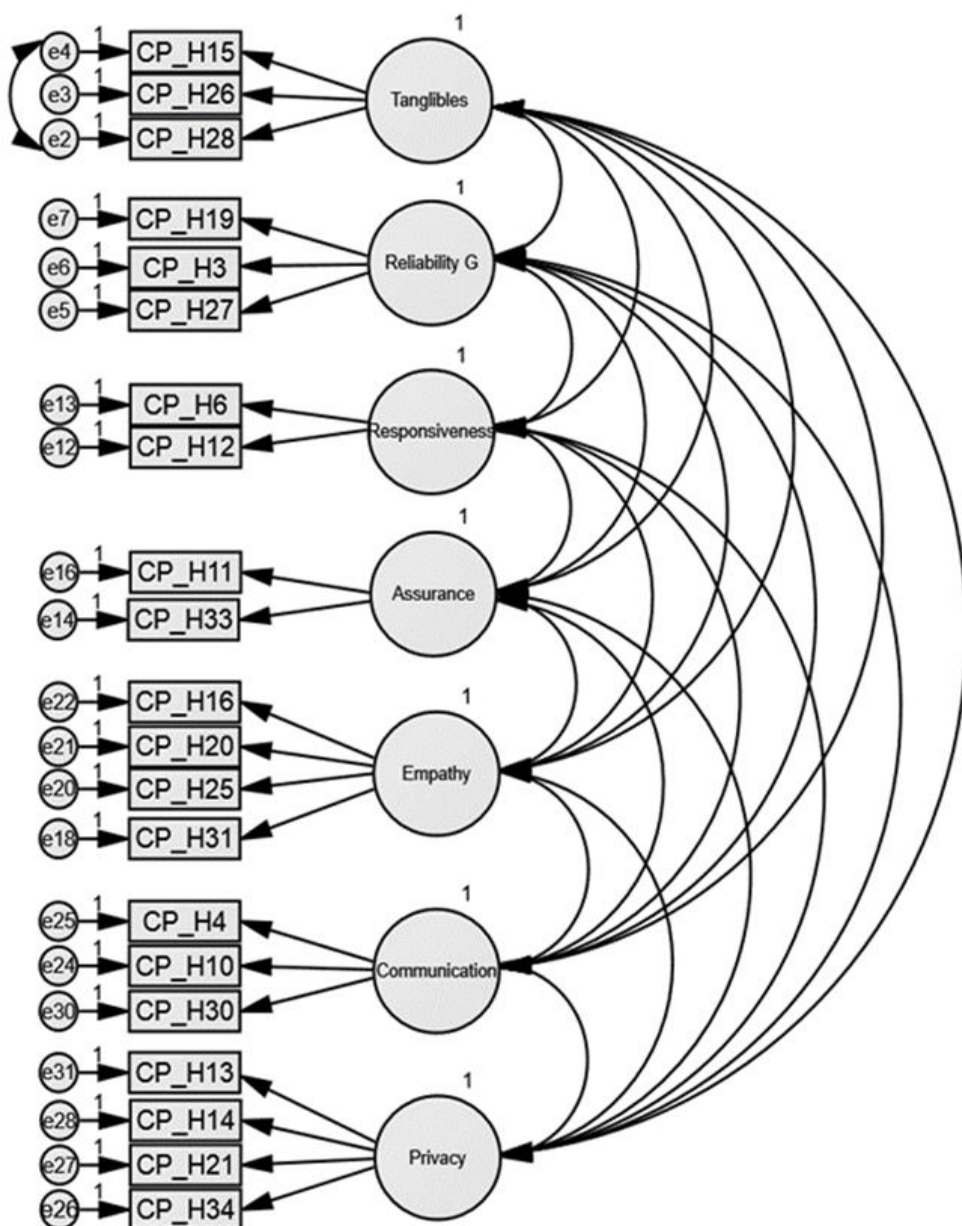 1
e4 1 CP_H15
e3 1 CP_H26
Tanglibles
e2 1 CP_H28
1
e7 1 CP_H19
e6 1 CP_H3
Reliability G
e5 1 CP_H27
1
e13 1 CP_H6
Responsiveness
e12 1 CP_H12
1
e16 1 CP_H11
Assurance
e14 1 CP_H33
1
e22 1 CP_H16
e21 1 CP_H20
Empathy
e20 1 CP_H25
e18 1 CP_H31
1
e25 1 CP_H4
e24 1 CP_H10
Communication
e30 1 CP_H30
1
e31 1 CP_H13
e28 1 CP_H14
Privacy
e27 1 CP_H21
e26 1 CP_H34